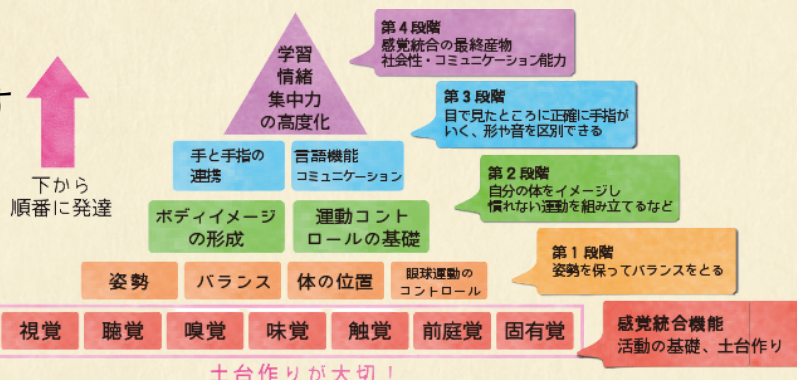 学習
情緒
集中力
の高度化
第4段階
感覚統合の最終産物
社会性・コミュニケーション能力
手と手指の
連携
言語機能
コミュニケーション
第3段階
目で見たところに正確に手指が
いく、形や音を区別できる
ボディイメージ
の形成
運動コント
ロールの基礎
第2段階
自分の体をイメージし
慣れない運動を組み立てるなど
姿勢
バランス
体の位置
眼球運動の
コントロール
第1段階
姿勢を保ってバランスをとる
視覚
聴覚
嗅覚
味覚
触覚
前庭覚
固有覚
感覚統合機能
活動の基礎、土台作り
下から
順番に発達
土台作りが大切!